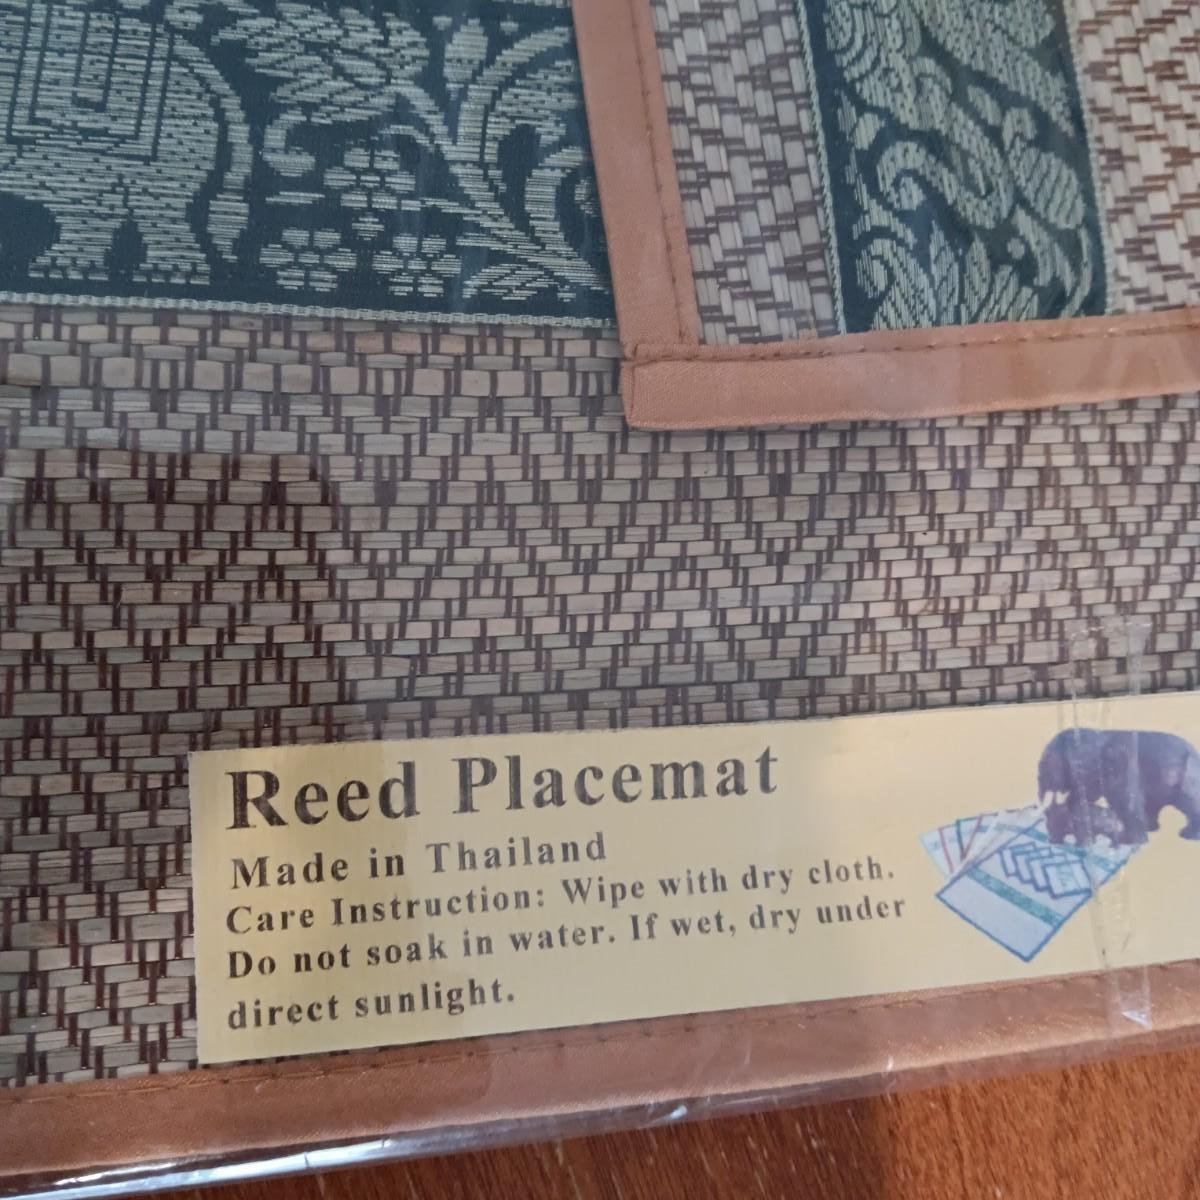 Reed Placemat
Made in Thailand
Care Instruction: Wipe with dry cloth.
Do not soak in water. If wet, dry under
direct sunlight.